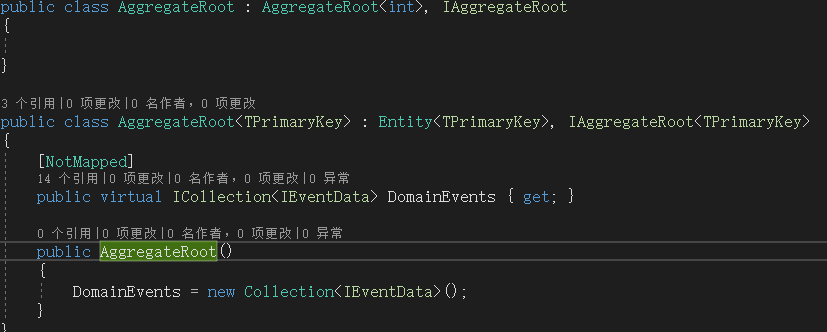 public class AggregateRoot : AggregateRoot<int>, IAggregateRoot
{
}
3 个引用|0 项更改|0 名作者，0 项更改
public class AggregateRoot<TPrimaryKey> : Entity<TPrimaryKey>, IAggregateRoot<TPrimaryKey>
{
[NotMapped]
14 个引用|0 项更改|0 名作者，0 项更改|0 异常
public virtual ICollection<IEventData> DomainEvents { get; }
0 个引用|0 项更改|0 名作者，0 项更改|0 异常
public AggregateRoot()
{
DomainEvents = new Collection<IEventData>();
}
}